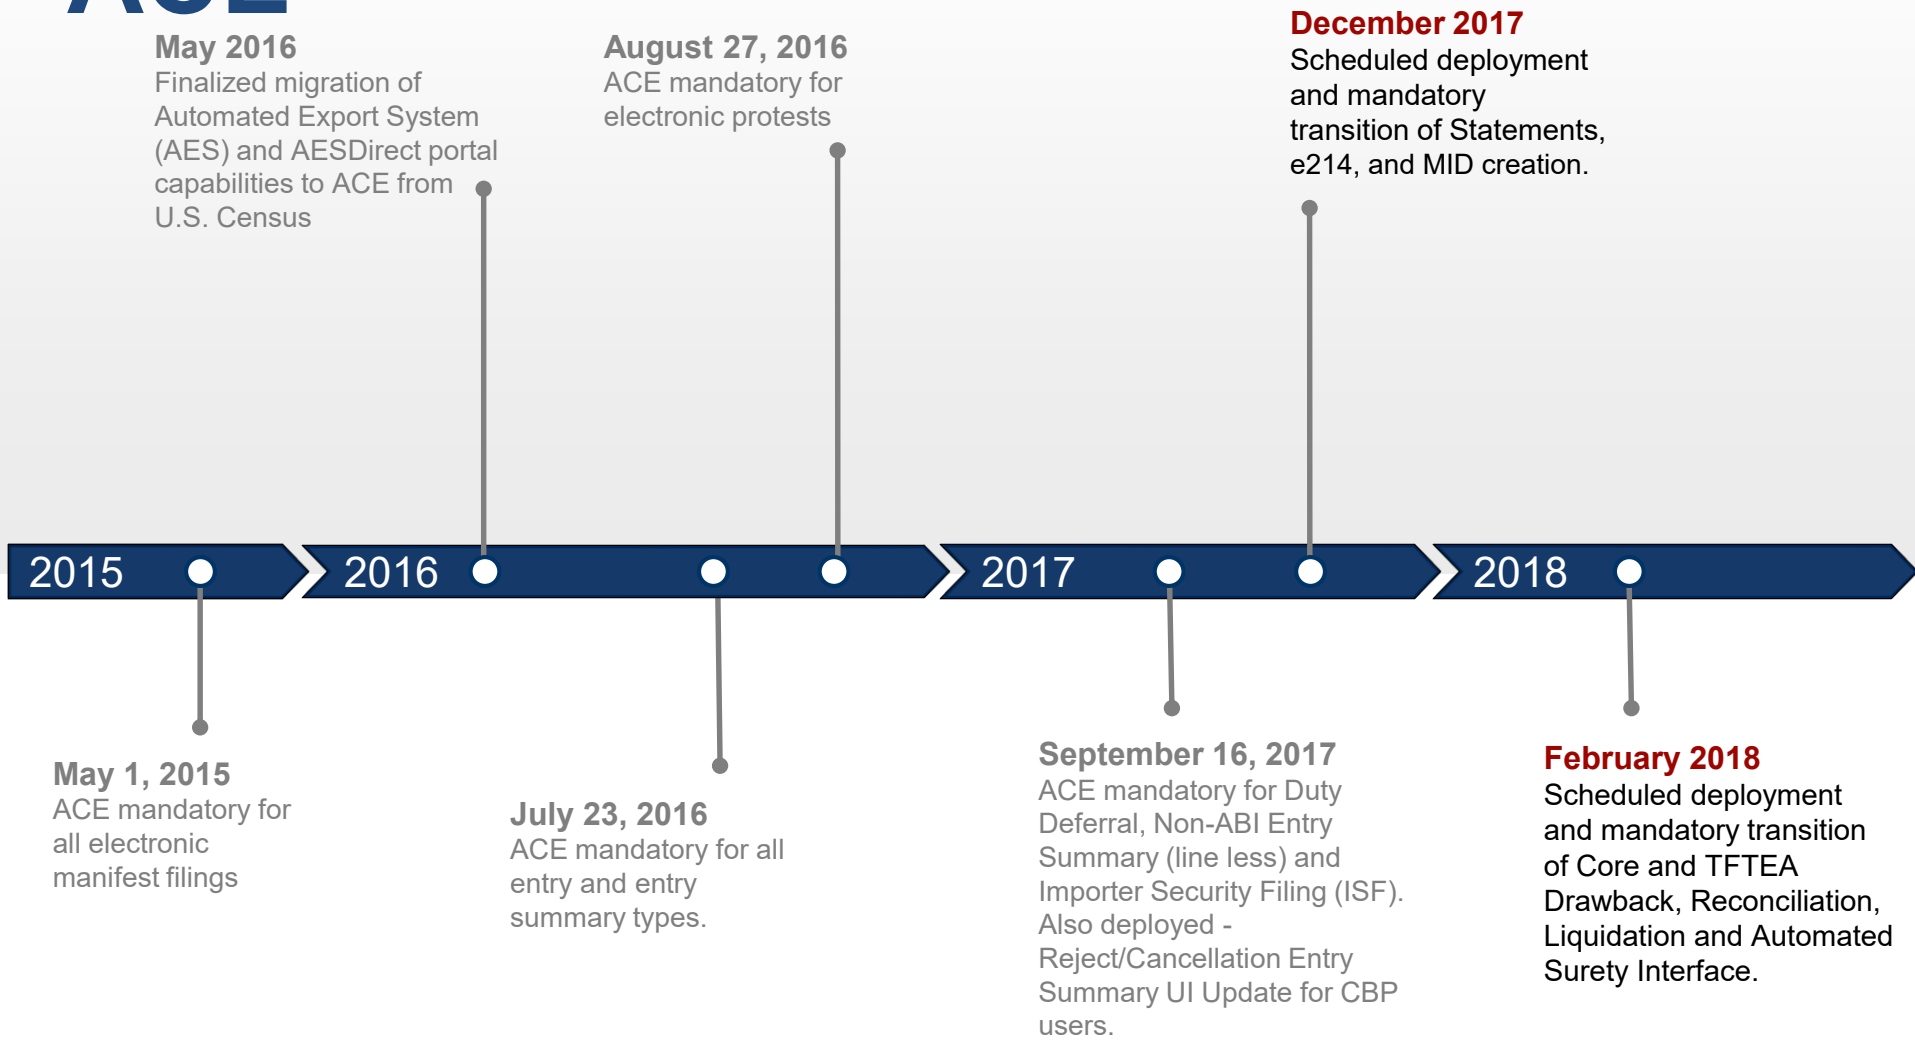 ACE
May 2016
Finalized migration of
Automated Export System
(AES) and AESDirect portal
capabilities to ACE from
U.S. Census
August 27, 2016
ACE mandatory for
electronic protests
December 2017
Scheduled deployment
and mandatory
transition of Statements,
e214, and MID creation.
2015
2016
2017
2018
May 1, 2015
ACE mandatory for
all electronic
manifest filings
July 23, 2016
ACE mandatory for all
entry and entry
summary types.
September 16, 2017
ACE mandatory for Duty
Deferral, Non-ABI Entry
Summary (line less) and
Importer Security Filing (ISF).
Also deployed -
Reject/Cancellation Entry
Summary UI Update for CBP
users.
February 2018
Scheduled deployment
and mandatory transition
of Core and TFTEA
Drawback, Reconciliation,
Liquidation and Automated
Surety Interface.